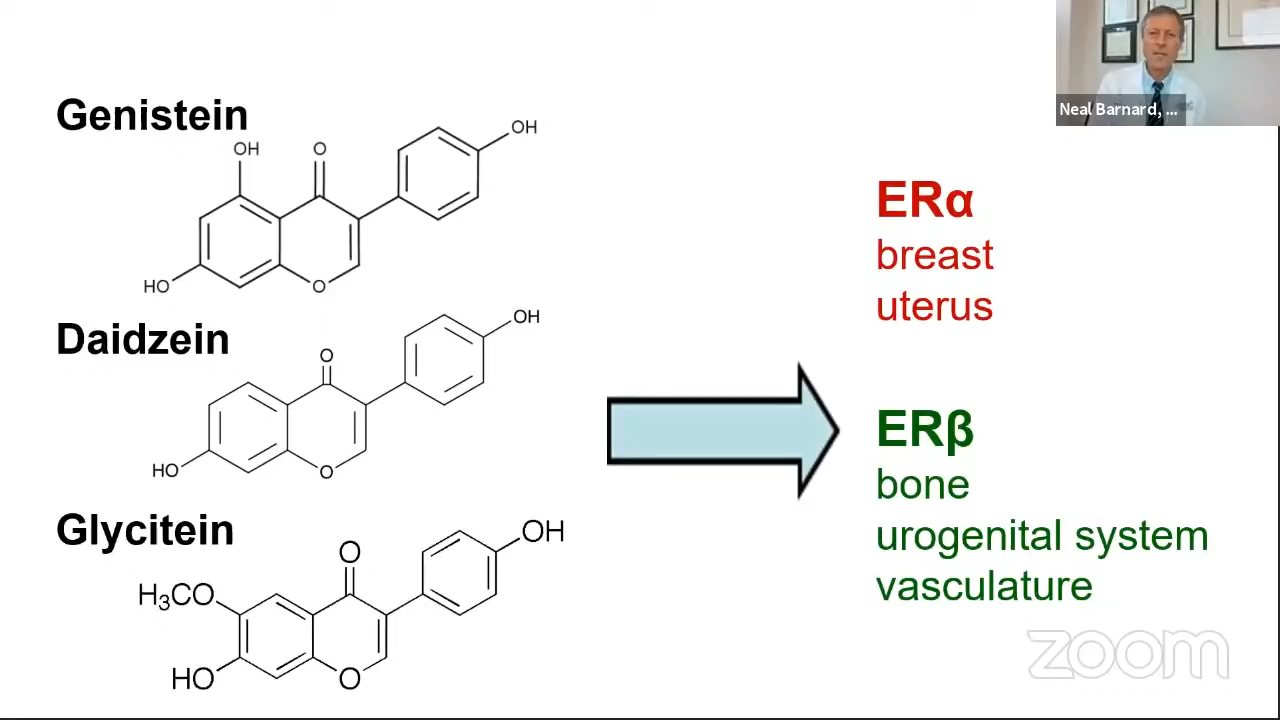 Genistein
OH
O
OH
HO
O
Daidzein
OH
O
HO
O
Glycitein
OH
O
H₃CO
HO
O
Neal Barnard, ...
ERα
breast
uterus
ERβ
bone
urogenital system
vasculature
zoom